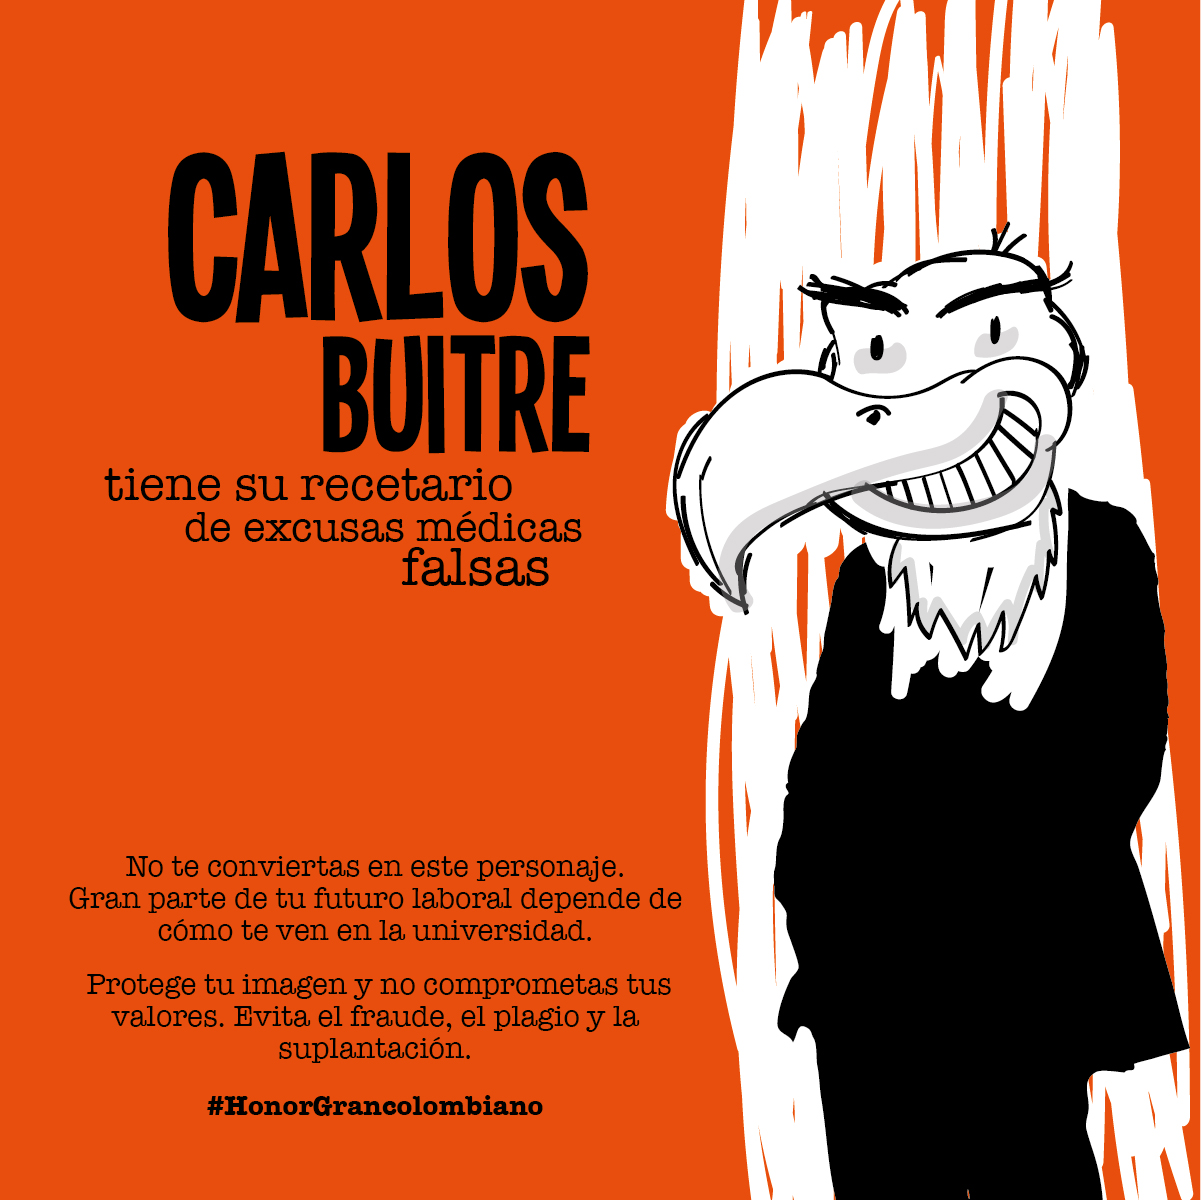 CARLOS
BUITRE
tiene su recetario
de excusas médicas
falsas
No te conviertas en este personaje.
Gran parte de tu futuro laboral depende de
cómo te ven en la universidad.
Protege tu imagen y no comprometas tus
valores. Evita el fraude, el plagio y la
suplantación.
#HonorGrancolombiano